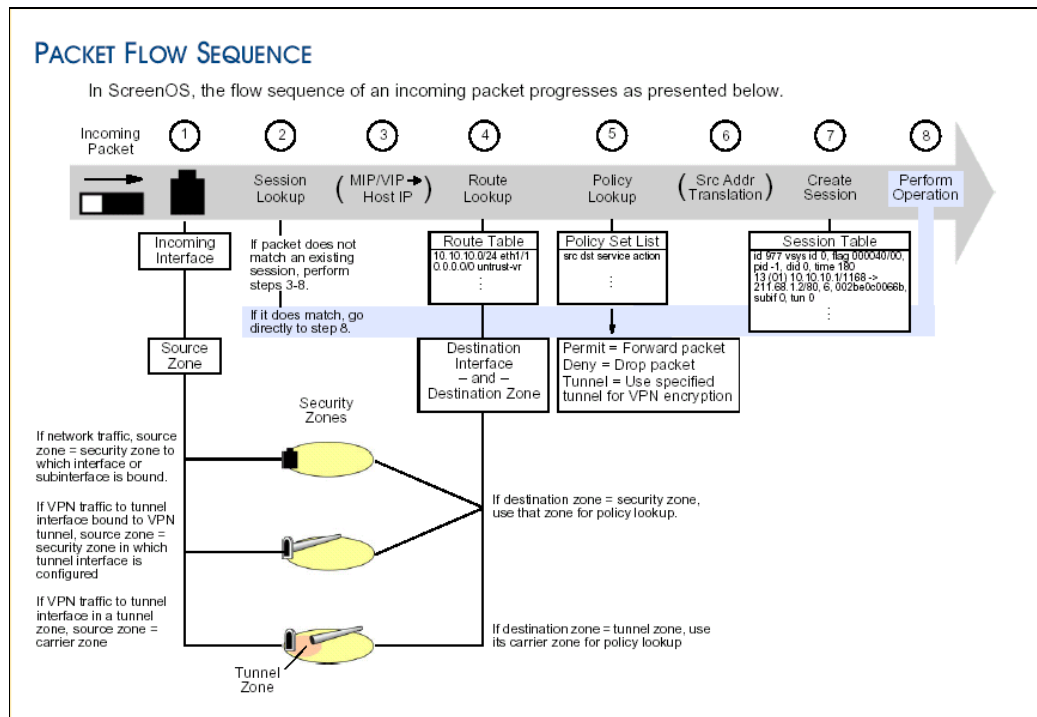 PACKET FLOW SEQUENCE
In ScreenOS, the flow sequence of an incoming packet progresses as presented below.
Incoming
Packet
1
2
3
4
5
6
7
8
Session
Lookup
(MIP/VIP →
Host IP)
Route
Lookup
Policy
Lookup
(Src Addr
Translation)
Create
Session
Perform
Operation
Incoming
Interface
If packet does not
match an existing
session, perform
steps 3-8.
If it does match, go
directly to step 8.
Route Table
10.10.10.0/24 eth1/1
0.0.0.0/0 untrust-vr
⋮
Policy Set List
src dst service action
⋮
Session Table
id 977 vsys id 0, flag 000040/00,
pid -1, did 0, time 180
13 (01) 10.10.10.1/1168 ->
211.68.1.2/80, 6, 002be0c0066b,
subif 0, tun 0
⋮
Source
Zone
Destination
Interface
– and –
Destination Zone
Permit = Forward packet
Deny = Drop packet
Tunnel = Use specified
tunnel for VPN encryption
Security
Zones
If network traffic, source
zone = security zone to
which interface or
subinterface is bound.
If VPN traffic to tunnel
interface bound to VPN
tunnel, source zone =
security zone in which
tunnel interface is
configured
If VPN traffic to tunnel
interface in a tunnel
zone, source zone =
carrier zone
If destination zone = security zone,
use that zone for policy lookup.
If destination zone = tunnel zone, use
its carrier zone for policy lookup
Tunnel
Zone